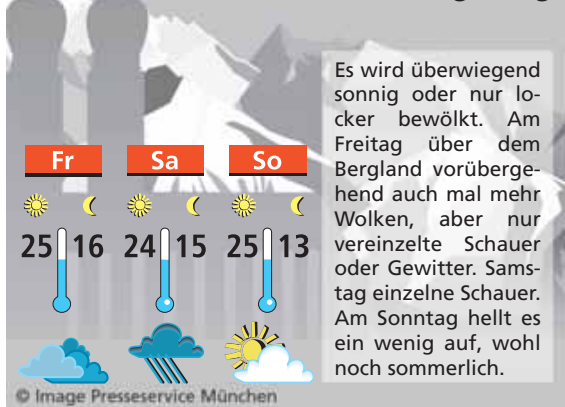 Fr Sa So
25 16 24 15 25 13
Es wird überwiegend
sonnig oder nur lo-
cker bewölkt. Am
Freitag über dem
Bergland vorüberge-
hend auch mal mehr
Wolken, aber nur
vereinzelte Schauer
oder Gewitter. Sams-
tag einzelne Schauer.
Am Sonntag hellt es
ein wenig auf, wohl
noch sommerlich.
© Image Presseservice München